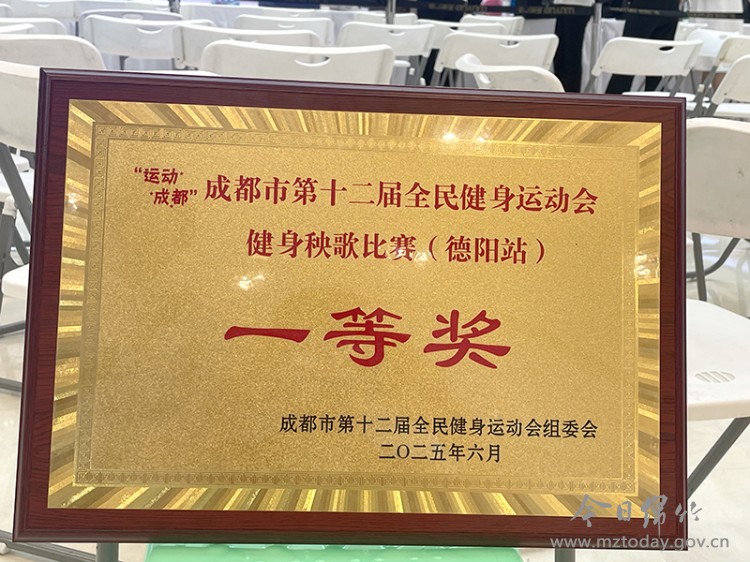 “运动·成都”成都市第十二届全民健身运动会
健身秧歌比赛（德阳站）
一等奖
成都市第十二届全民健身运动会组委会
二〇二五年六月
今日绵竹
www.mztoday.gov.cn